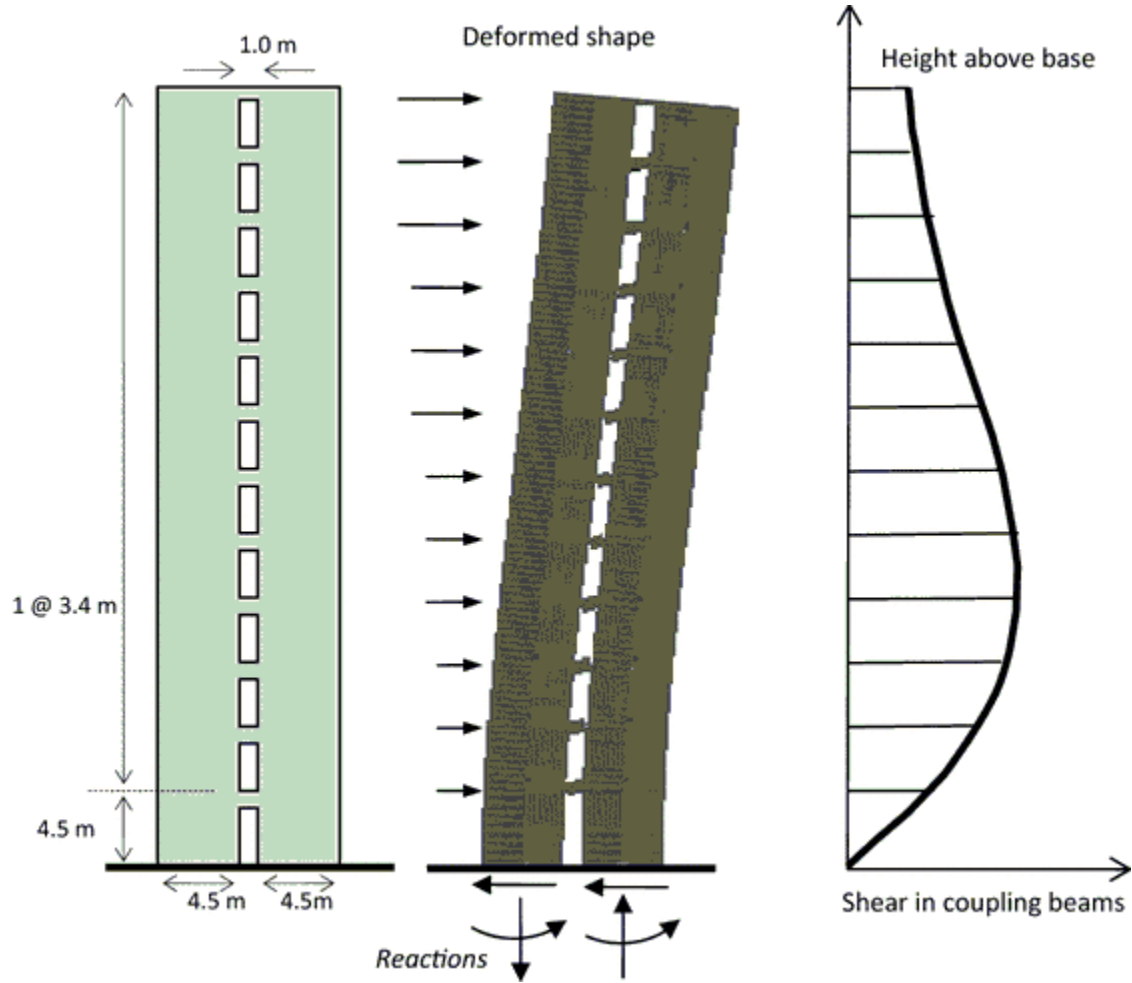 Deformed shape
1.0 m
Height above base
1 @ 3.4 m
4.5 m
4.5 m
4.5m
Reactions
Shear in coupling beams